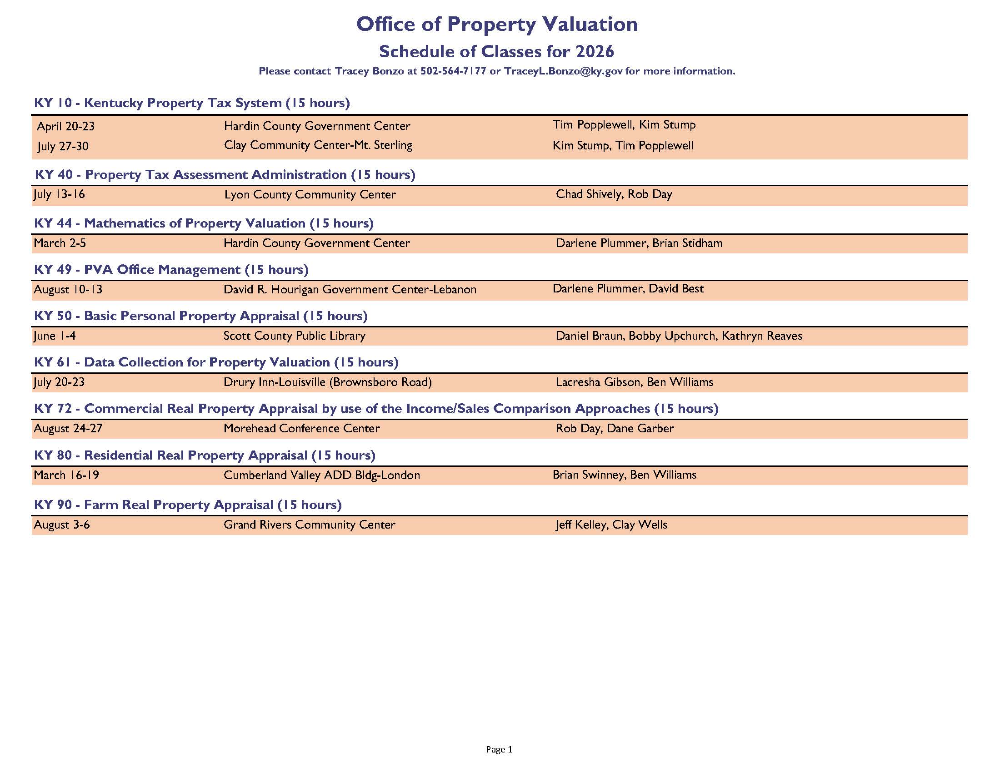 Office of Property Valuation
Schedule of Classes for 2026
Please contact Tracey Bonzo at 502-564-7177 or TraceyL.Bonzo@ky.gov for more information.
KY 10 - Kentucky Property Tax System (15 hours)
April 20-23 Hardin County Government Center Tim Popplewell, Kim Stump
July 27-30 Clay Community Center-Mt. Sterling Kim Stump, Tim Popplewell
KY 40 - Property Tax Assessment Administration (15 hours)
July 13-16 Lyon County Community Center Chad Shively, Rob Day
KY 44 - Mathematics of Property Valuation (15 hours)
March 2-5 Hardin County Government Center Darlene Plummer, Brian Stidham
KY 49 - PVA Office Management (15 hours)
August 10-13 David R. Hourigan Government Center-Lebanon Darlene Plummer, David Best
KY 50 - Basic Personal Property Appraisal (15 hours)
June 1-4 Scott County Public Library Daniel Braun, Bobby Upchurch, Kathryn Reaves
KY 61 - Data Collection for Property Valuation (15 hours)
July 20-23 Drury Inn-Louisville (Brownsboro Road) Lacresha Gibson, Ben Williams
KY 72 - Commercial Real Property Appraisal by use of the Income/Sales Comparison Approaches (15 hours)
August 24-27 Morehead Conference Center Rob Day, Dane Garber
KY 80 - Residential Real Property Appraisal (15 hours)
March 16-19 Cumberland Valley ADD Bldg-London Brian Swinney, Ben Williams
KY 90 - Farm Real Property Appraisal (15 hours)
August 3-6 Grand Rivers Community Center Jeff Kelley, Clay Wells
Page 1